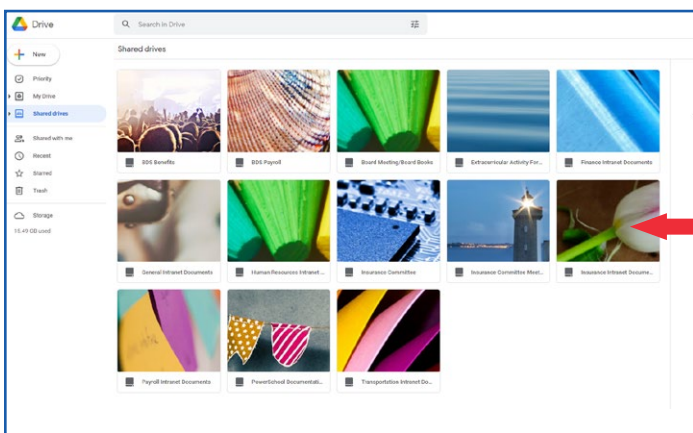 Drive
Search in Drive
New
Shared drives
Priority
My Drive
Shared drives
Shared with me
Recent
Starred
Trash
Storage
18.49 GB used
BDS Benefits
BDS Payroll
Board Meeting/Board Books
Extracurricular Activity For...
Finance Intranet Documents
General Intranet Documents
Human Resources Intranet ...
Insurance Committee
Insurance Committee Meet...
Insurance Intranet Docume...
Payroll Intranet Documents
PowerSchool Documentati...
Transportation Intranet Do...